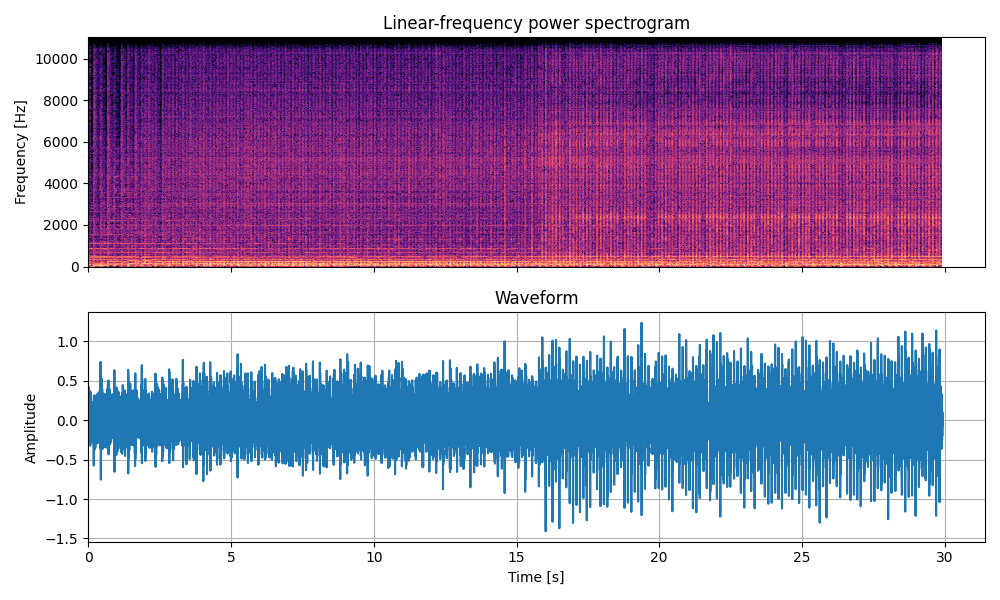 Linear-frequency power spectrogram
10000
8000
6000
4000
2000
0
Frequency [Hz]
Waveform
1.0
0.5
0.0
−0.5
−1.0
−1.5
Amplitude
0 5 10 15 20 25 30
Time [s]